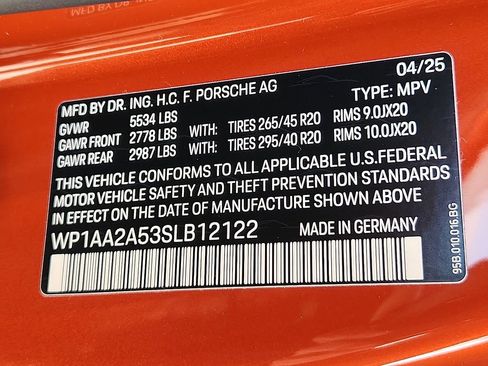 04/25
MFD BY DR. ING. H.C. F. PORSCHE AG TYPE: MPV
GVWR 5534 LBS
GAWR FRONT 2778 LBS WITH: TIRES 265/45 R20 RIMS 9.0JX20
GAWR REAR 2987 LBS WITH: TIRES 295/40 R20 RIMS 10.0JX20
THIS VEHICLE CONFORMS TO ALL APPLICABLE U.S.FEDERAL
MOTOR VEHICLE SAFETY AND THEFT PREVENTION STANDARDS
IN EFFECT ON THE DATE OF MANUFACTURE SHOWN ABOVE
WP1AA2A53SLB12122 MADE IN GERMANY
95B.010.016.BG